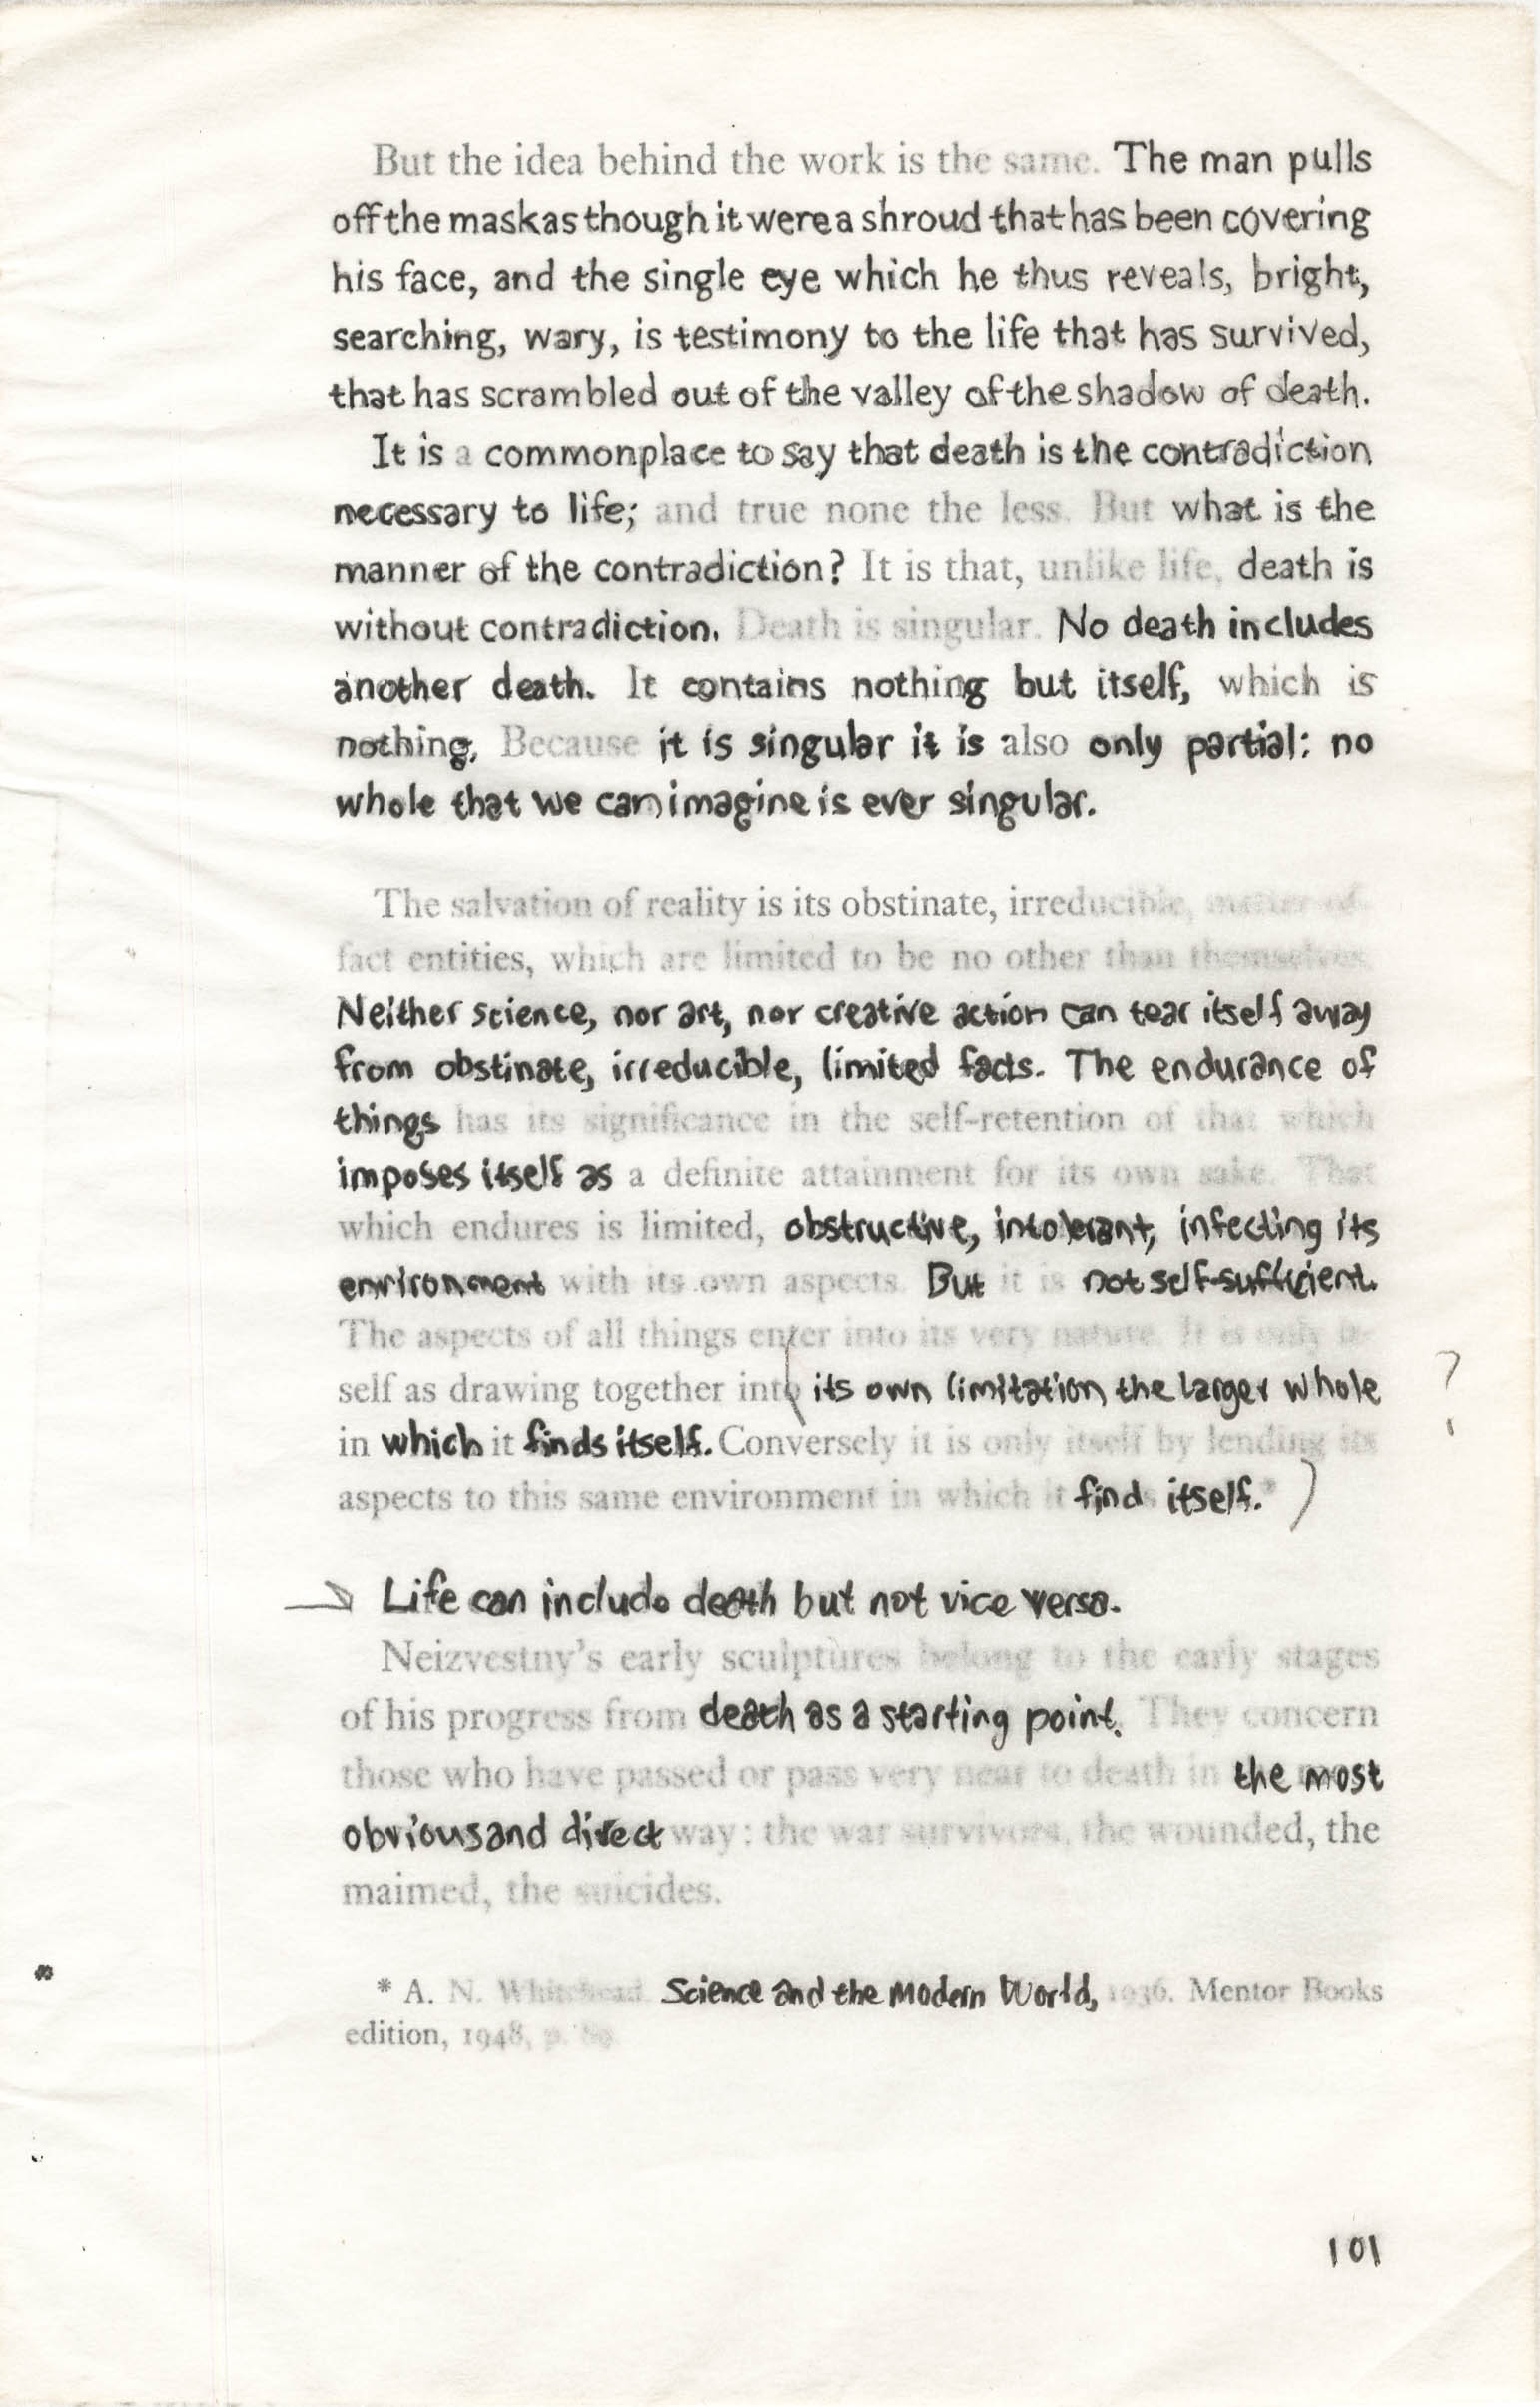 But the idea behind the work is the same. The man pulls
off the mask as though it were a shroud that has been covering
his face, and the single eye which he thus reveals, bright,
searching, wary, is testimony to the life that has survived,
that has scrambled out of the valley of the shadow of death.
It is a commonplace to say that death is the contradiction
necessary to life; and true none the less. But what is the
manner of the contradiction? It is that, unlike life, death is
without contradiction. Death is singular. No death includes
another death. It contains nothing but itself, which is
nothing. Because it is singular it is also only partial: no
whole that we can imagine is ever singular.
The salvation of reality is its obstinate, irreducible, matter-of-
fact entities, which are limited to be no other than themselves.
Neither science, nor art, nor creative action can tear itself away
from obstinate, irreducible, limited facts. The endurance of
things has its significance in the self-retention of that which
imposes itself as a definite attainment for its own sake. That
which endures is limited, obstructive, intolerant, infecting its
environment with its own aspects. But it is not self-sufficient.
The aspects of all things enter into its very nature. It is only it-
self as drawing together into its own limitation the larger whole
in which it finds itself. Conversely it is only itself by lending its
aspects to this same environment in which it finds itself.* )
?
→ Life can include death but not vice versa.
Neizvestny's early sculptures belong to the early stages
of his progress from death as a starting point. They concern
those who have passed or pass very near to death in the most
obvious and direct way: the war survivors, the wounded, the
maimed, the suicides.
* A. N. Whitehead. Science and the Modern World, 1936. Mentor Books
edition, 1948, p. 89
101